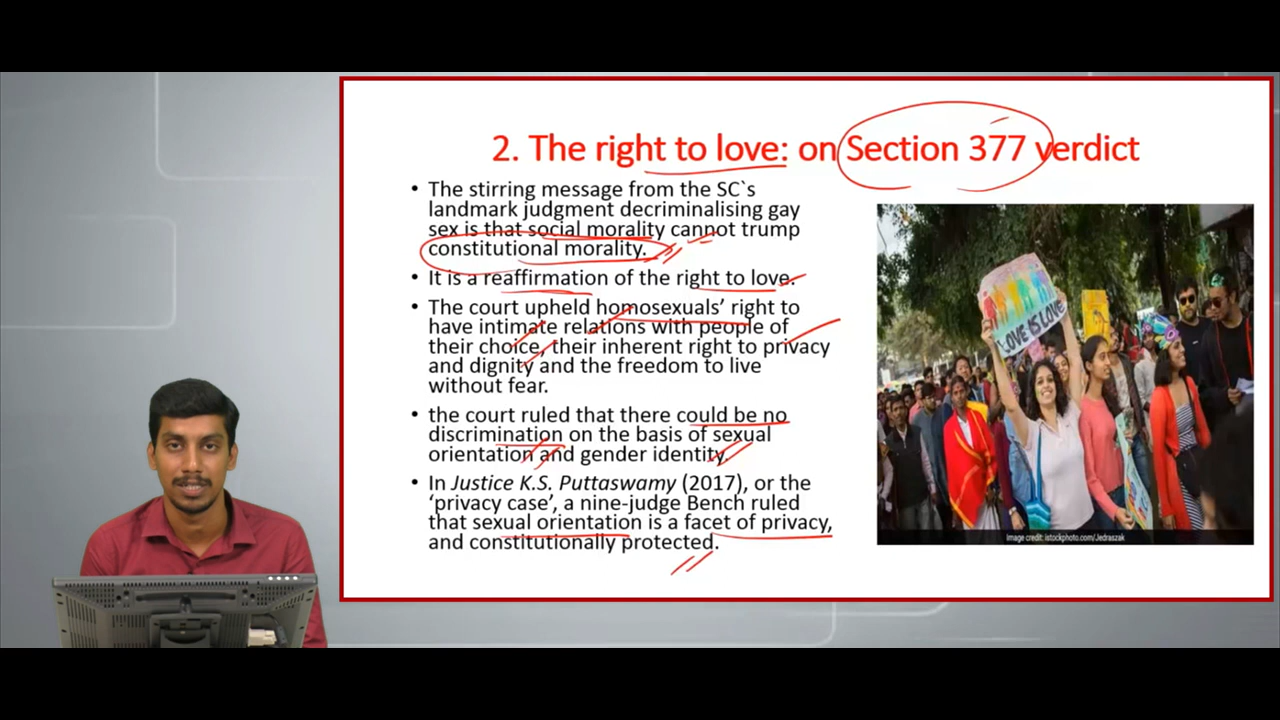 2. The right to love: on Section 377 verdict
• The stirring message from the SC`s
landmark judgment decriminalising gay
sex is that social morality cannot trump
constitutional morality.
• It is a reaffirmation of the right to love.
• The court upheld homosexuals’ right to
have intimate relations with people of
their choice, their inherent right to privacy
and dignity and the freedom to live
without fear.
• the court ruled that there could be no
discrimination on the basis of sexual
orientation and gender identity.
• In Justice K.S. Puttaswamy (2017), or the
‘privacy case’, a nine-judge Bench ruled
that sexual orientation is a facet of privacy,
and constitutionally protected.
LOVE IS LOVE
Image credit: istockphoto.com/Jedraszak